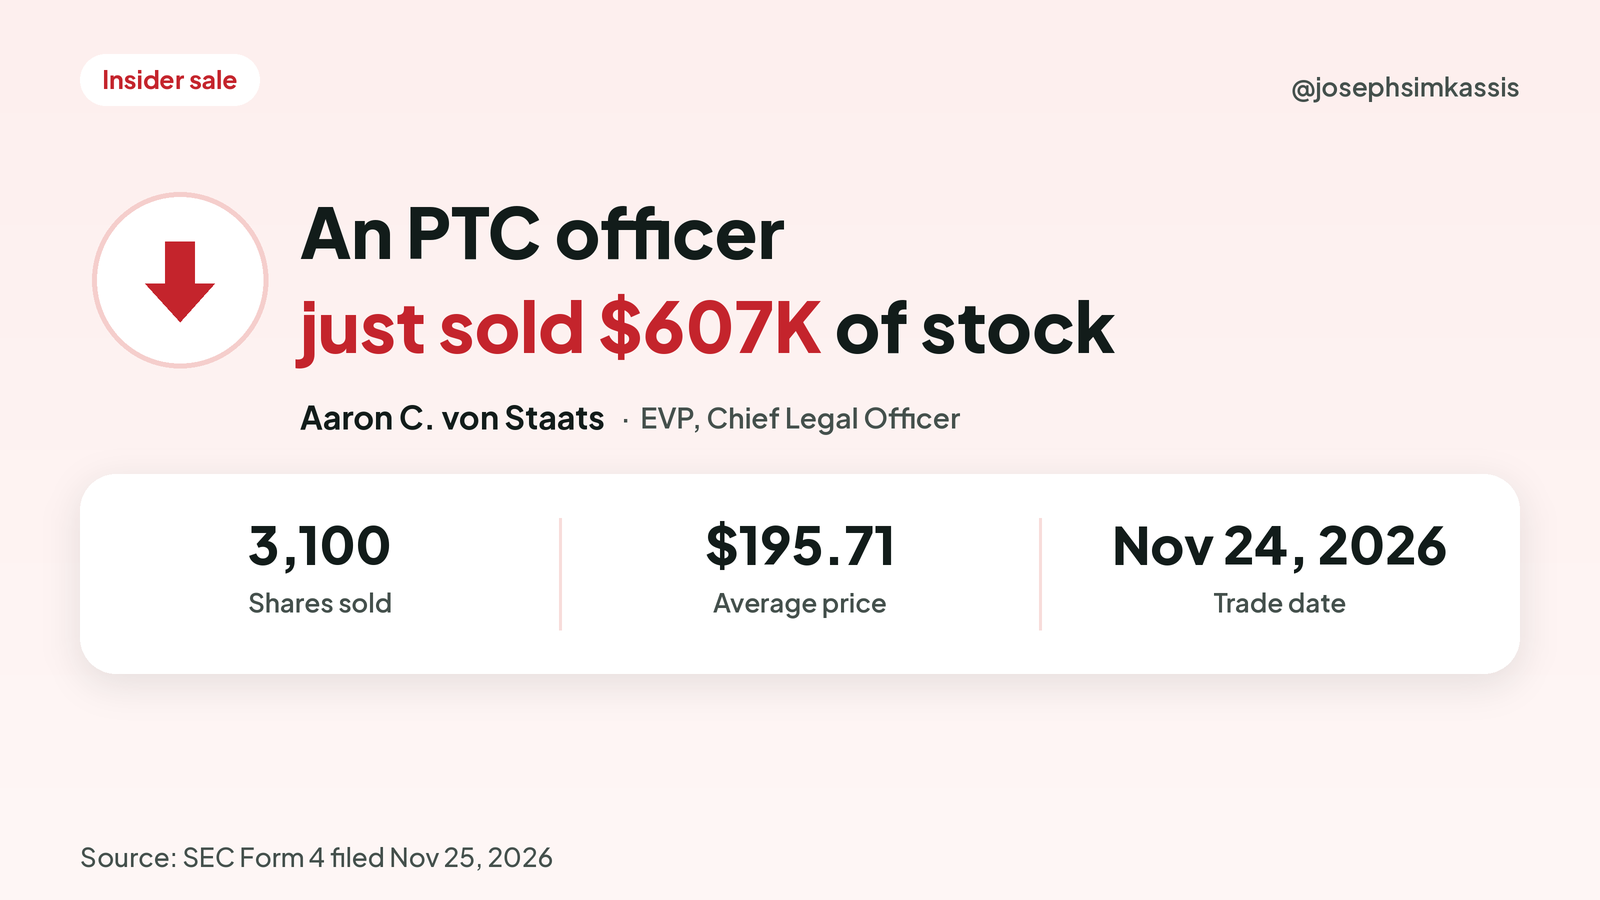 Insider sale
@josephsimkassis
An PTC officer
just sold $607K of stock
Aaron C. von Staats · EVP, Chief Legal Officer
3,100
Shares sold
$195.71
Average price
Nov 24, 2026
Trade date
Source: SEC Form 4 filed Nov 25, 2026